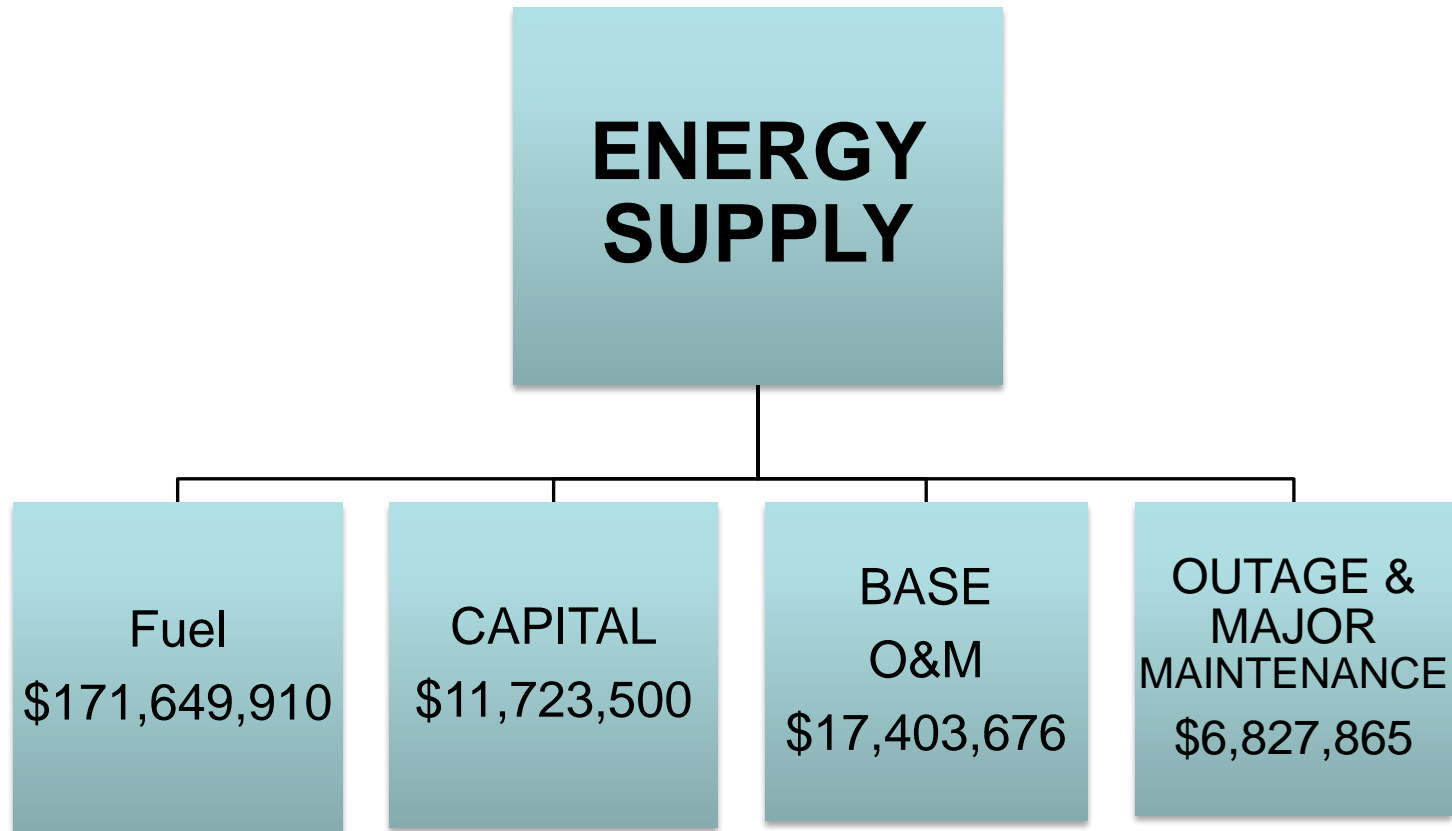 ENERGY
SUPPLY
Fuel
$171,649,910
CAPITAL
$11,723,500
BASE
O&M
$17,403,676
OUTAGE &
MAJOR
MAINTENANCE
$6,827,865